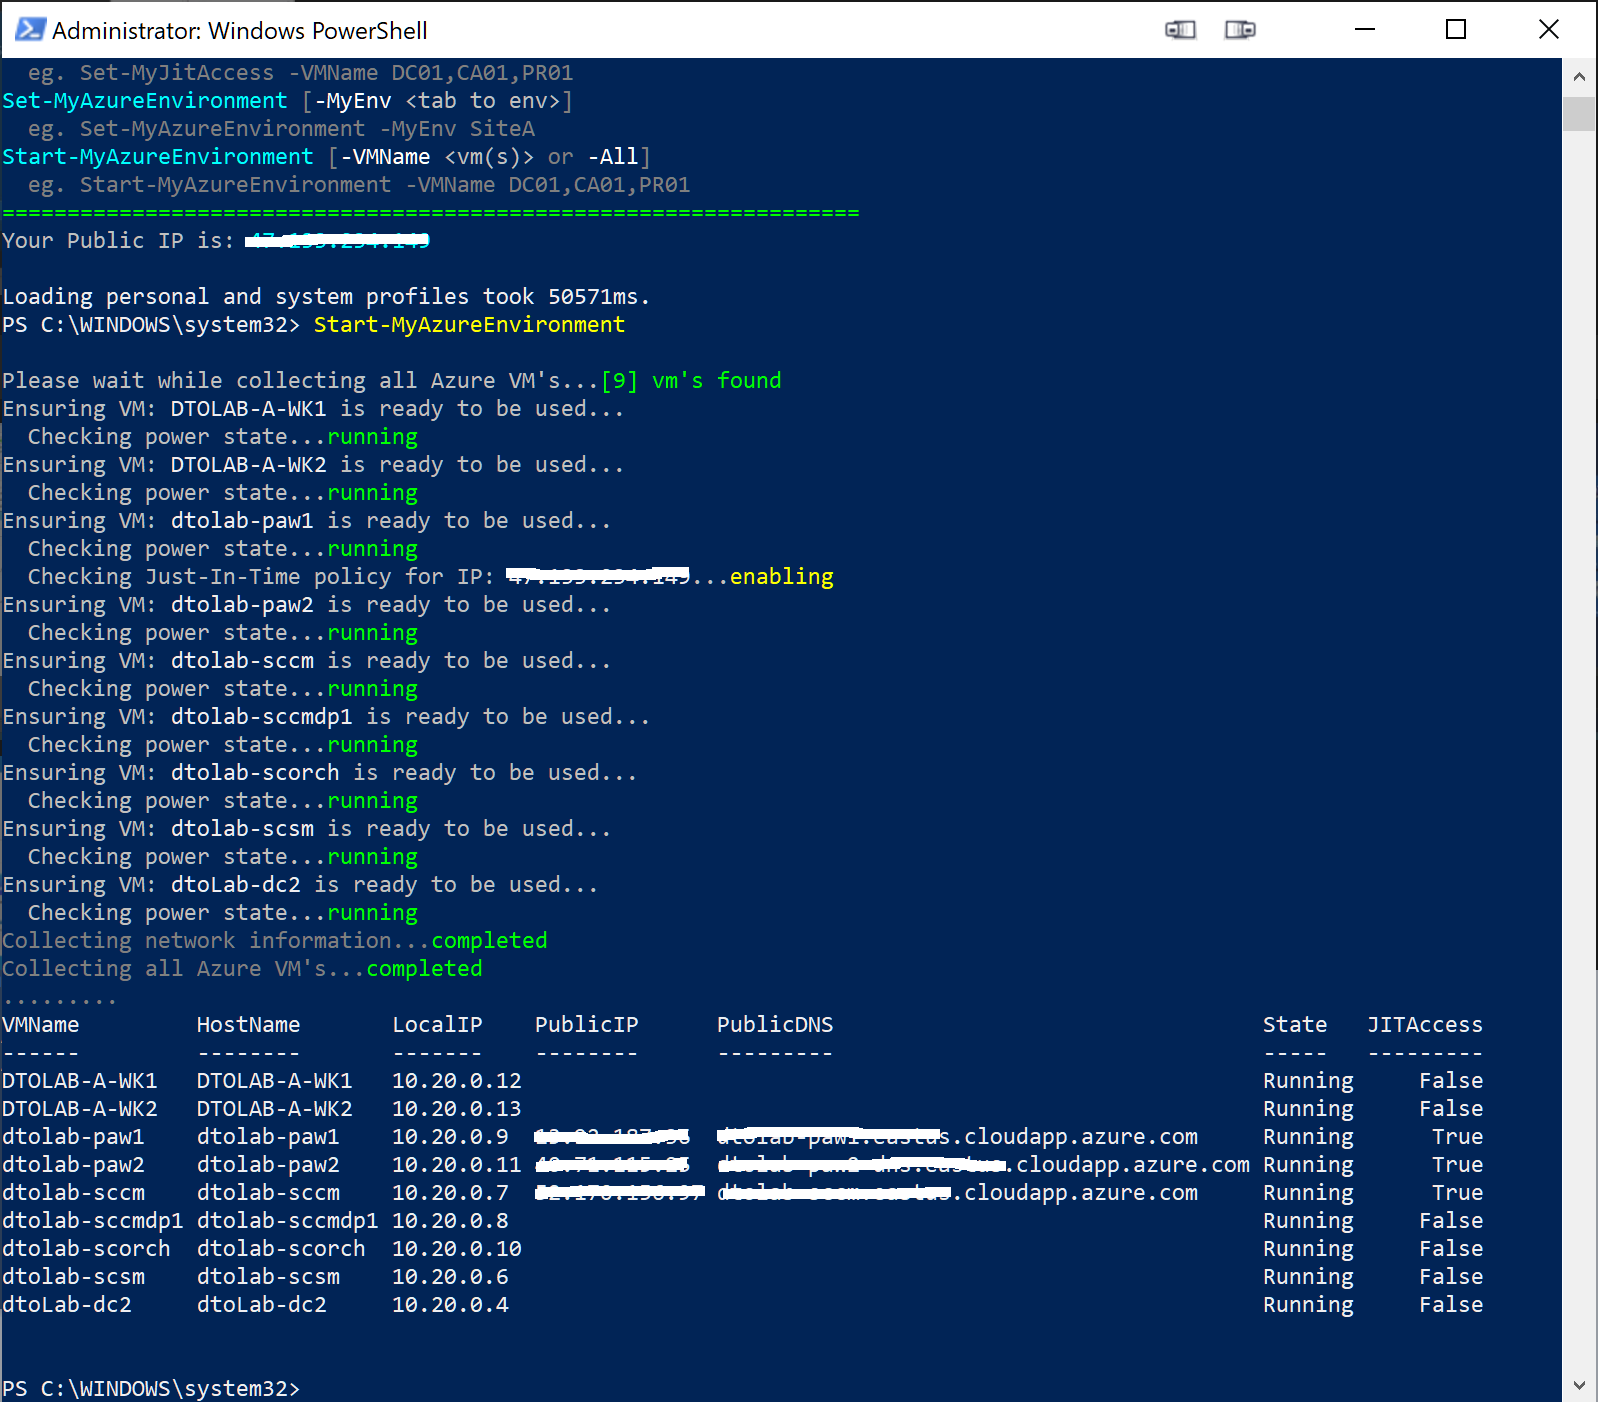 Administrator: Windows PowerShell
eg. Set-MyJitAccess -VMName DC01,CA01,PR01
Set-MyAzureEnvironment [-MyEnv <tab to env>]
eg. Set-MyAzureEnvironment -MyEnv SiteA
Start-MyAzureEnvironment [-VMName <vm(s)> or -All]
eg. Start-MyAzureEnvironment -VMName DC01,CA01,PR01
==================================================================
Your Public IP is:
Loading personal and system profiles took 50571ms.
PS C:\WINDOWS\system32> Start-MyAzureEnvironment
Please wait while collecting all Azure VM's...[9] vm's found
Ensuring VM: DTOLAB-A-WK1 is ready to be used...
Checking power state...running
Ensuring VM: DTOLAB-A-WK2 is ready to be used...
Checking power state...running
Ensuring VM: dtolab-paw1 is ready to be used...
Checking power state...running
Checking Just-In-Time policy for IP: ...enabling
Ensuring VM: dtolab-paw2 is ready to be used...
Checking power state...running
Ensuring VM: dtolab-sccm is ready to be used...
Checking power state...running
Ensuring VM: dtolab-sccmdp1 is ready to be used...
Checking power state...running
Ensuring VM: dtolab-scorch is ready to be used...
Checking power state...running
Ensuring VM: dtolab-scsm is ready to be used...
Checking power state...running
Ensuring VM: dtoLab-dc2 is ready to be used...
Checking power state...running
Collecting network information...completed
Collecting all Azure VM's...completed
.........
VMName HostName LocalIP PublicIP PublicDNS State JITAccess
------ -------- ------- -------- --------- ----- ---------
DTOLAB-A-WK1 DTOLAB-A-WK1 10.20.0.12 Running False
DTOLAB-A-WK2 DTOLAB-A-WK2 10.20.0.13 Running False
dtolab-paw1 dtolab-paw1 10.20.0.9 .cloudapp.azure.com Running True
dtolab-paw2 dtolab-paw2 10.20.0.11 .cloudapp.azure.com Running True
dtolab-sccm dtolab-sccm 10.20.0.7 .cloudapp.azure.com Running True
dtolab-sccmdp1 dtolab-sccmdp1 10.20.0.8 Running False
dtolab-scorch dtolab-scorch 10.20.0.10 Running False
dtolab-scsm dtolab-scsm 10.20.0.6 Running False
dtoLab-dc2 dtoLab-dc2 10.20.0.4 Running False
PS C:\WINDOWS\system32>